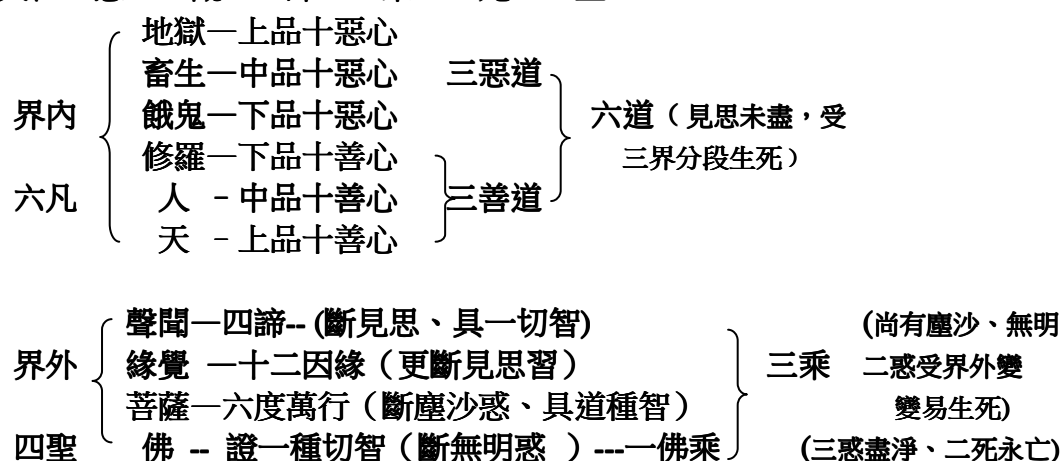 地獄—上品十惡心
畜生—中品十惡心 三惡道
界內 餓鬼—下品十惡心 六道（見思未盡，受
修羅—下品十善心 三界分段生死）
六凡 人 - 中品十善心 三善道
天 - 上品十善心
聲聞—四諦-- (斷見思、具一切智) (尚有塵沙、無明
界外 緣覺 —十二因緣（更斷見思習） 三乘 二惑受界外變
菩薩—六度萬行（斷塵沙惑、具道種智） 變易生死)
四聖 佛 -- 證一種切智（斷無明惑 ）---一佛乘 (三惑盡淨、二死永亡)